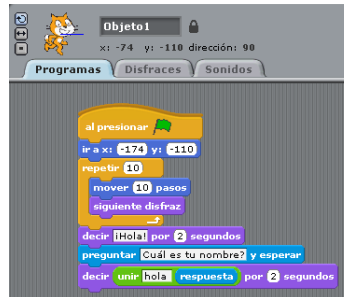 Objeto1
x: -74 y: -110 dirección: 90
Programas Disfraces Sonidos
al presionar
ir a x: -174 y: -110
repetir 10
mover 10 pasos
siguiente disfraz
decir ¡Hola! por 2 segundos
preguntar Cuál es tu nombre? y esperar
decir unir hola respuesta por 2 segundos